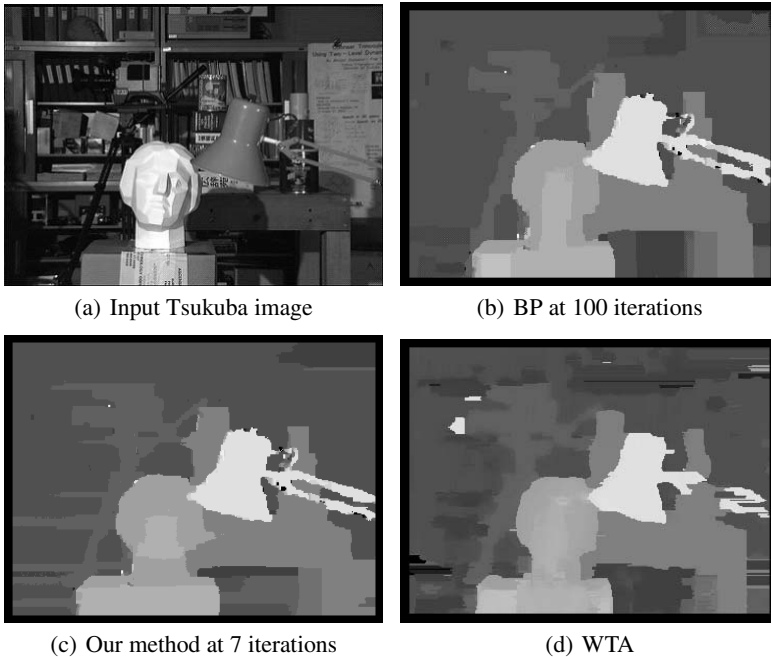 (a) Input Tsukuba image
(b) BP at 100 iterations
(c) Our method at 7 iterations
(d) WTA